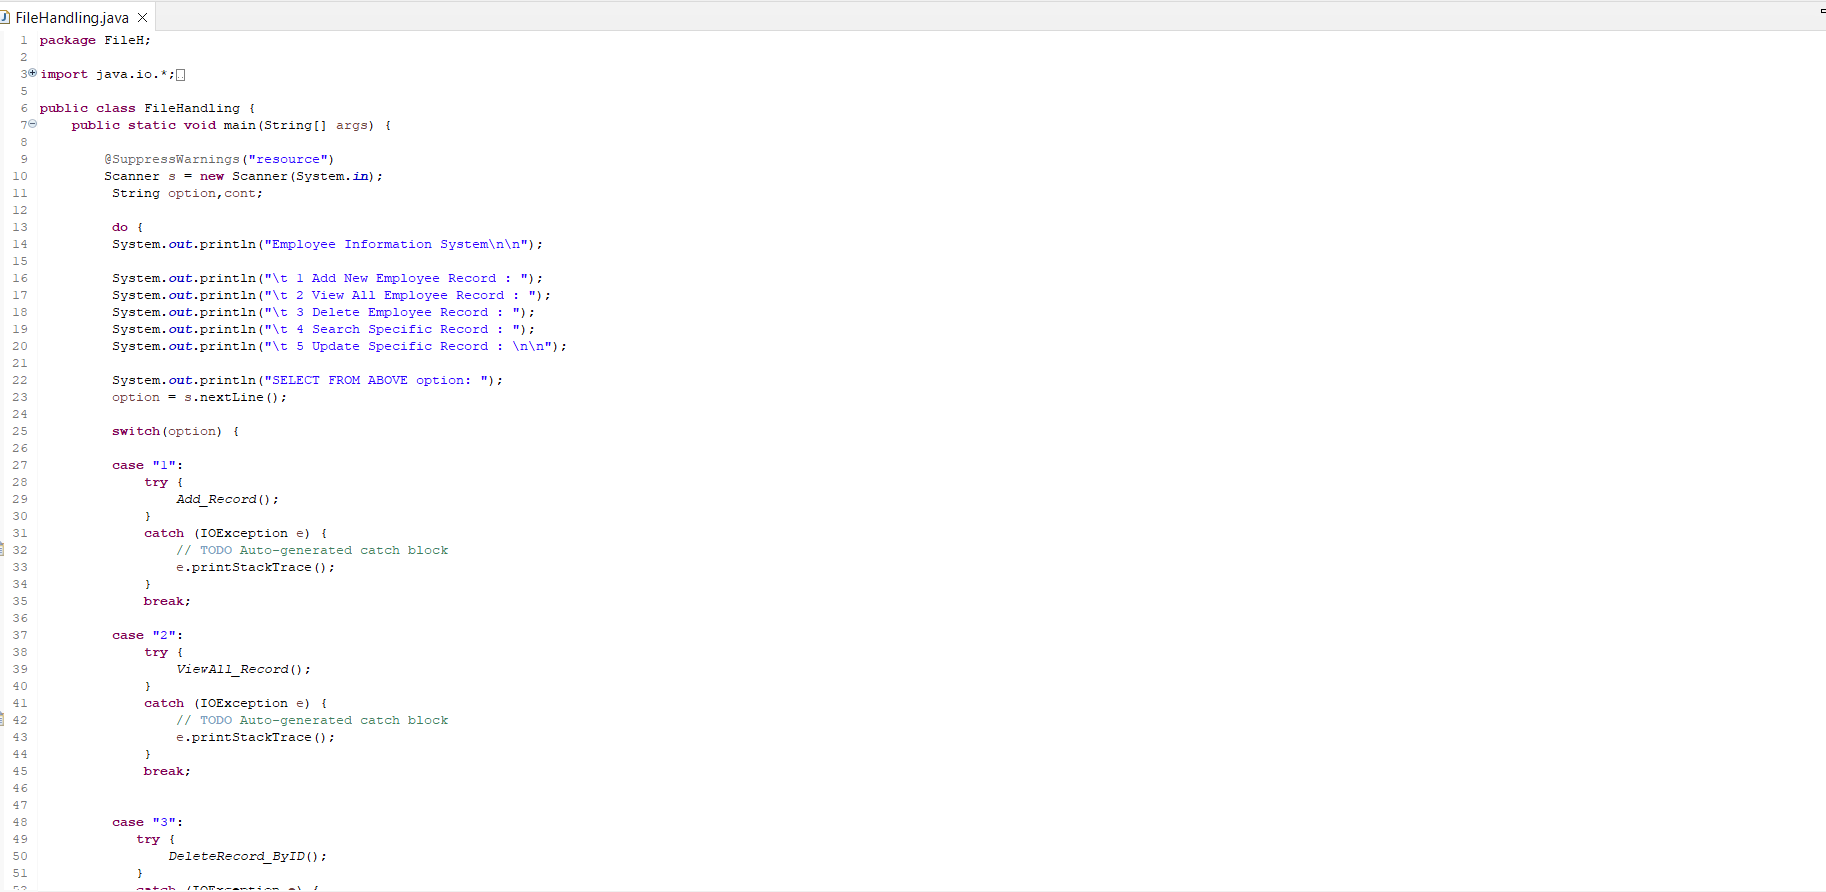 FileHandling.java
1 package FileH;
2
3 import java.io.*;
5
6 public class FileHandling {
7 public static void main(String[] args) {
8
9 @SuppressWarnings("resource")
10 Scanner s = new Scanner(System.in);
11 String option,cont;
12
13 do {
14 System.out.println("Employee Information System\n\n");
15
16 System.out.println("\t 1 Add New Employee Record : ");
17 System.out.println("\t 2 View All Employee Record : ");
18 System.out.println("\t 3 Delete Employee Record : ");
19 System.out.println("\t 4 Search Specific Record : ");
20 System.out.println("\t 5 Update Specific Record : \n\n");
21
22 System.out.println("SELECT FROM ABOVE option: ");
23 option = s.nextLine();
24
25 switch(option) {
26
27 case "1":
28 try {
29 Add_Record();
30 }
31 catch (IOException e) {
32 // TODO Auto-generated catch block
33 e.printStackTrace();
34 }
35 break;
36
37 case "2":
38 try {
39 ViewAll_Record();
40 }
41 catch (IOException e) {
42 // TODO Auto-generated catch block
43 e.printStackTrace();
44 }
45 break;
46
47
48 case "3":
49 try {
50 DeleteRecord_ByID();
51 }
52 catch (IOException e) {